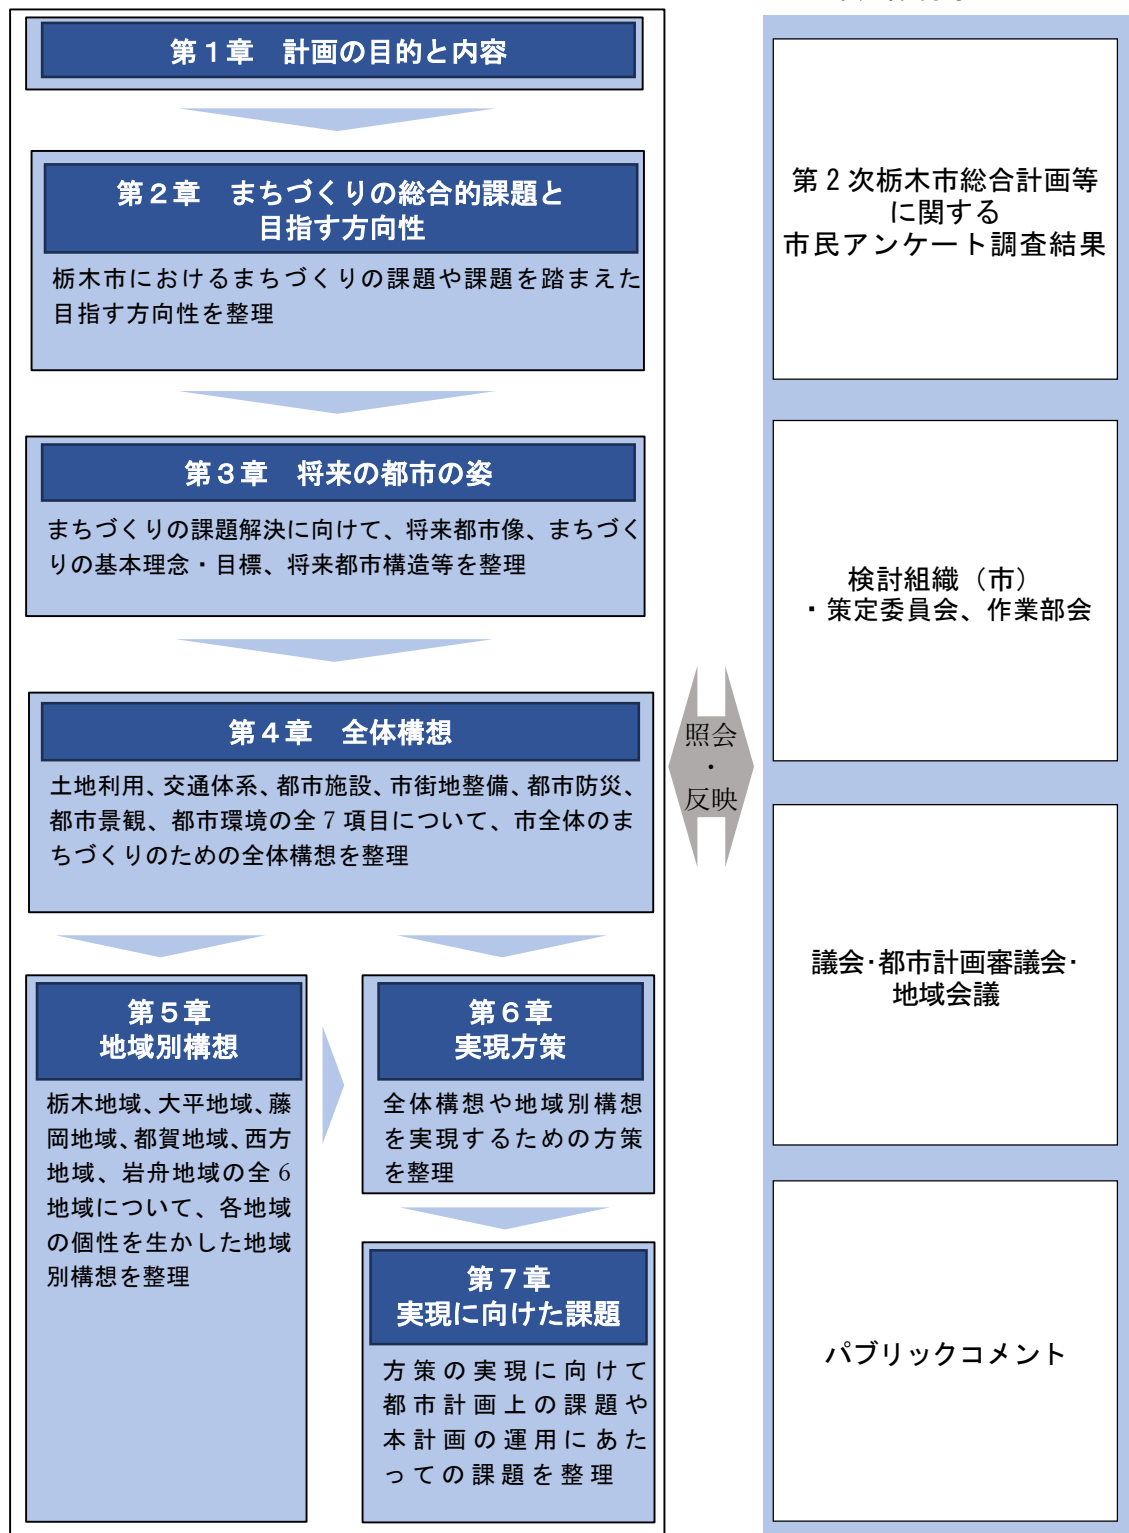 第１章　計画の目的と内容
第２章　まちづくりの総合的課題と
目指す方向性
栃木市におけるまちづくりの課題や課題を踏まえた
目指す方向性を整理
第３章　将来の都市の姿
まちづくりの課題解決に向けて、将来都市像、まちづく
りの基本理念・目標、将来都市構造等を整理
第４章　全体構想
土地利用、交通体系、都市施設、市街地整備、都市防災、
都市景観、都市環境の全７項目について、市全体のま
ちづくりのための全体構想を整理
第５章
地域別構想
栃木地域、大平地域、藤
岡地域、都賀地域、西方
地域、岩舟地域の全６
地域について、各地域
の個性を生かした地域
別構想を整理
第６章
実現方策
全体構想や地域別構想
を実現するための方策
を整理
第７章
実現に向けた課題
方策の実現に向けて
都市計画上の課題や
本計画の運用にあた
っての課題を整理
照会
・
反映
第２次栃木市総合計画等
に関する
市民アンケート調査結果
検討組織（市）
・策定委員会、作業部会
議会・都市計画審議会・
地域会議
パブリックコメント